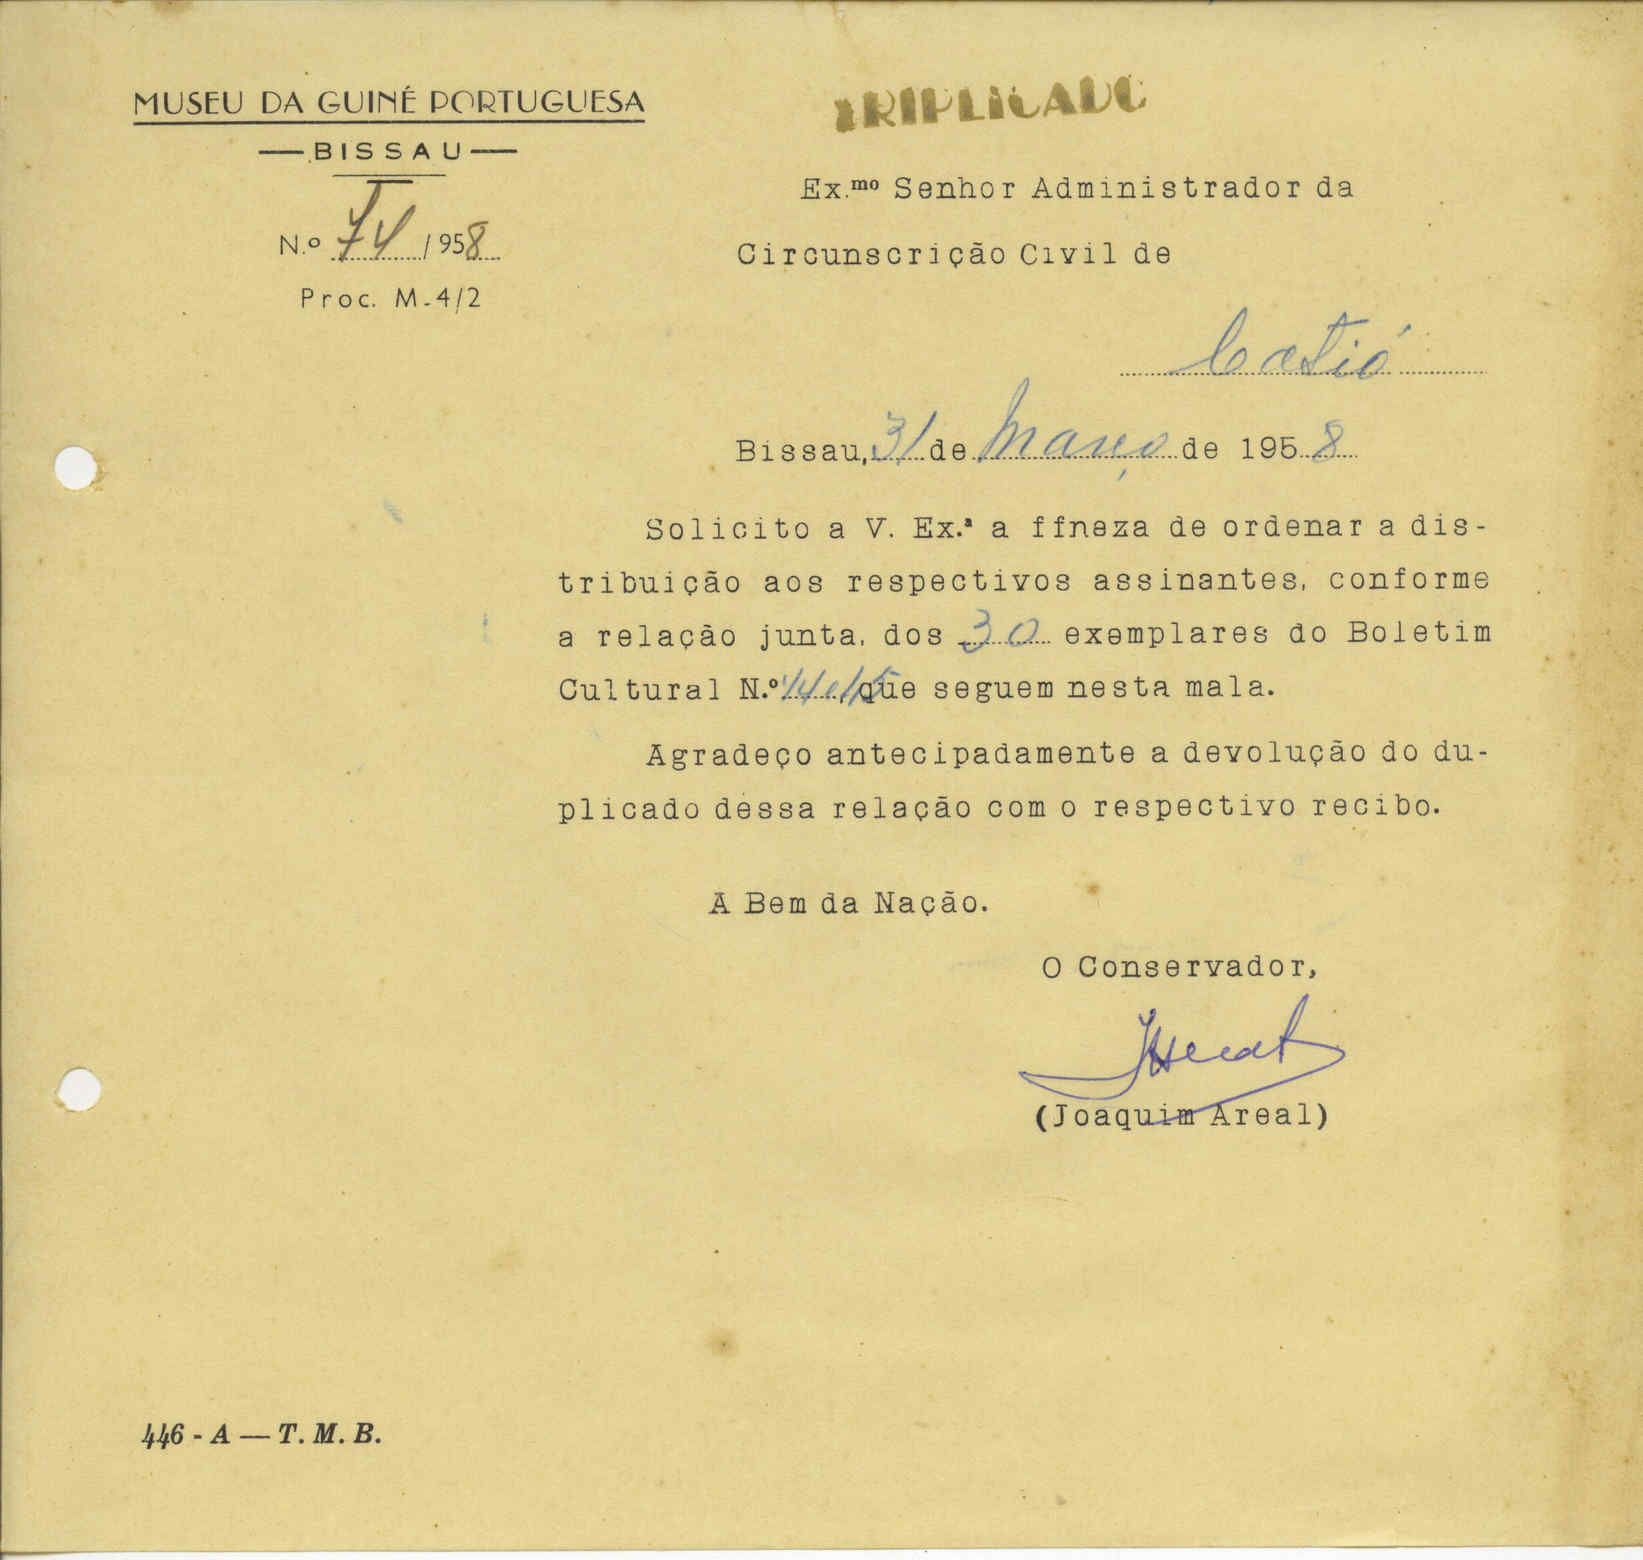 MUSEU DA GUINÉ PORTUGUESA
— BISSAU —
N.º 74 / 958
Proc. M-4/2
TRIPLICADO
Ex.mo Senhor Administrador da
Circunscrição Civil de
Catió
Bissau, 31 de Março de 1958
Solicito a V. Ex.ª a ffneza de ordenar a dis-
tribuição aos respectivos assinantes, conforme
a relação junta, dos 30 exemplares do Boletim
Cultural N.º que seguem nesta mala.
Agradeço antecipadamente a devolução do du-
plicado dessa relação com o respectivo recibo.
A Bem da Nação.
O Conservador,
(Joaquim Areal)
446 - A — T. M. B.